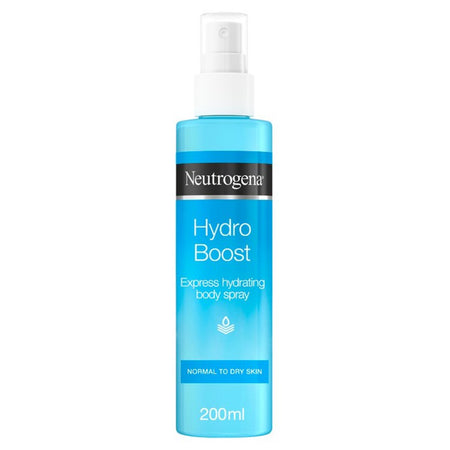 Neutrogena®
Hydro
Boost
Express hydrating
body spray
NORMAL TO DRY SKIN
200ml